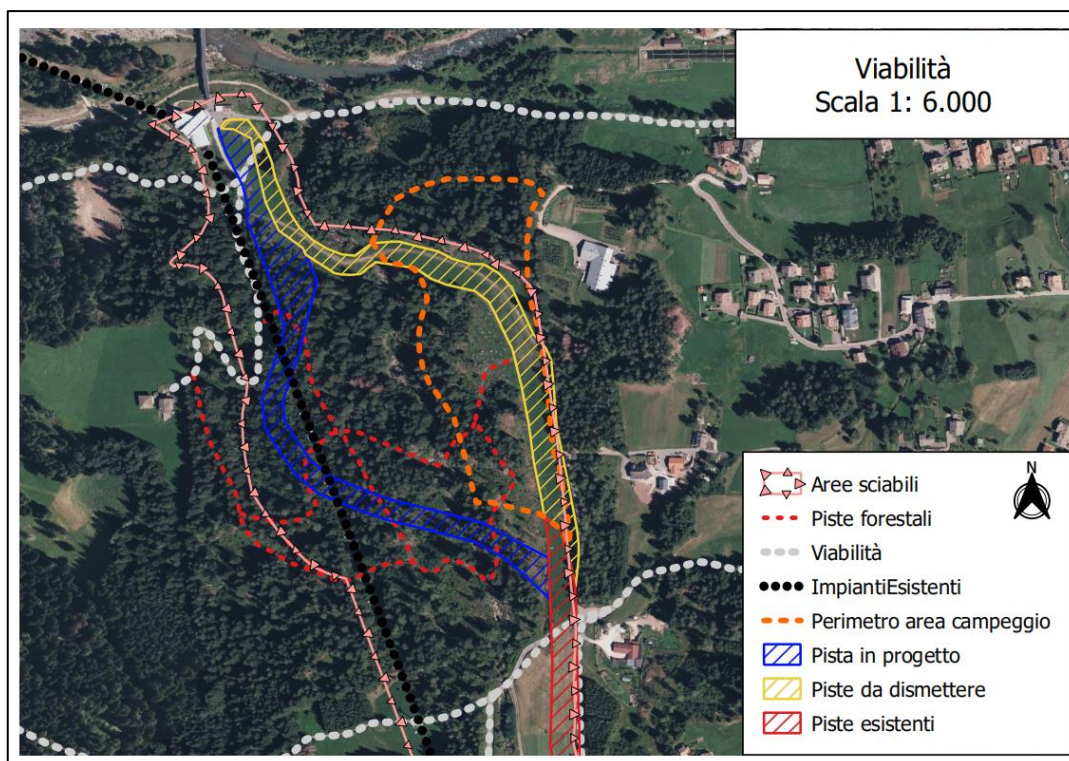 Viabilità
Scala 1: 6.000
N
Aree sciabili
Piste forestali
Viabilità
ImpiantiEsistenti
Perimetro area campeggio
Pista in progetto
Piste da dismettere
Piste esistenti